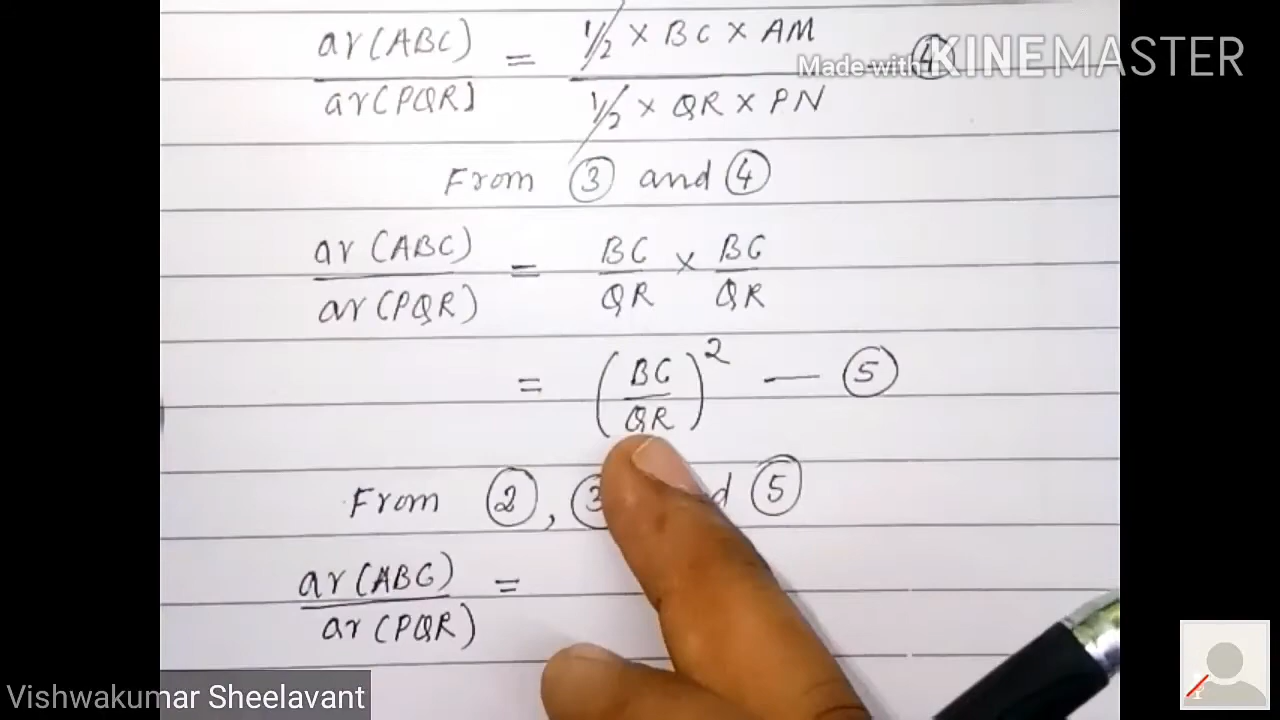 ar(ABC) / ar(PQR) = 1/2 × BC × AM / 1/2 × QR × PN ④
Made with KINEMASTER
From ③ and ④
ar(ABC) / ar(PQR) = BC/QR × BC/QR
= (BC/QR)² — ⑤
From ②, ③ and ⑤
ar(ABC) / ar(PQR) =
Vishwakumar Sheelavant